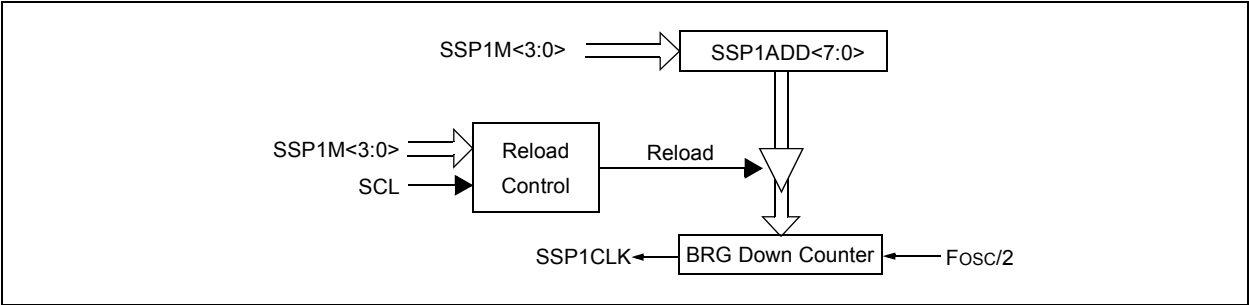 SSP1M<3:0>
SSP1ADD<7:0>
SSP1M<3:0>
SCL
Reload
Control
Reload
SSP1CLK
BRG Down Counter
FOSC/2